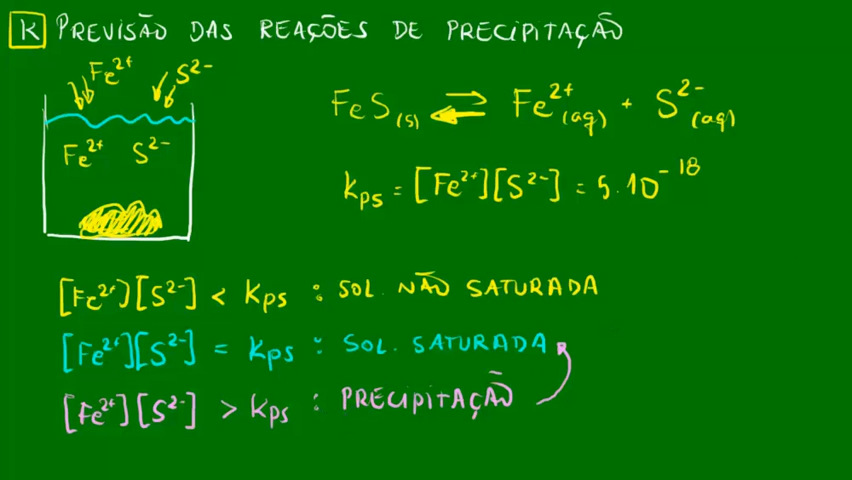 K PREVISÃO DAS REAÇÕES DE PRECIPITAÇÃO
Fe²⁺ S²⁻
Fe²⁺ S²⁻
FeS(s) ⇌ Fe²⁺(aq) + S²⁻(aq)
Kps = [Fe²⁺][S²⁻] = 5.10⁻¹⁸
[Fe²⁺][S²⁻] < Kps : SOL. NÃO SATURADA
[Fe²⁺][S²⁻] = Kps : SOL. SATURADA
[Fe²⁺][S²⁻] > Kps : PRECIPITAÇÃO